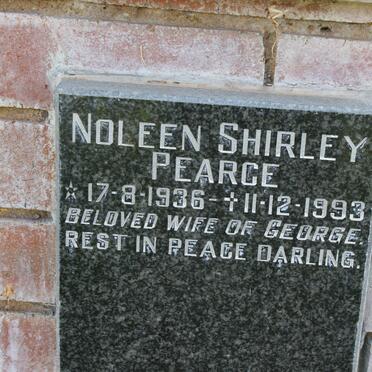 NOLEEN SHIRLEY
PEARCE
* 17-8-1936 - ✝ 11-12-1993
BELOVED WIFE OF GEORGE.
REST IN PEACE DARLING.